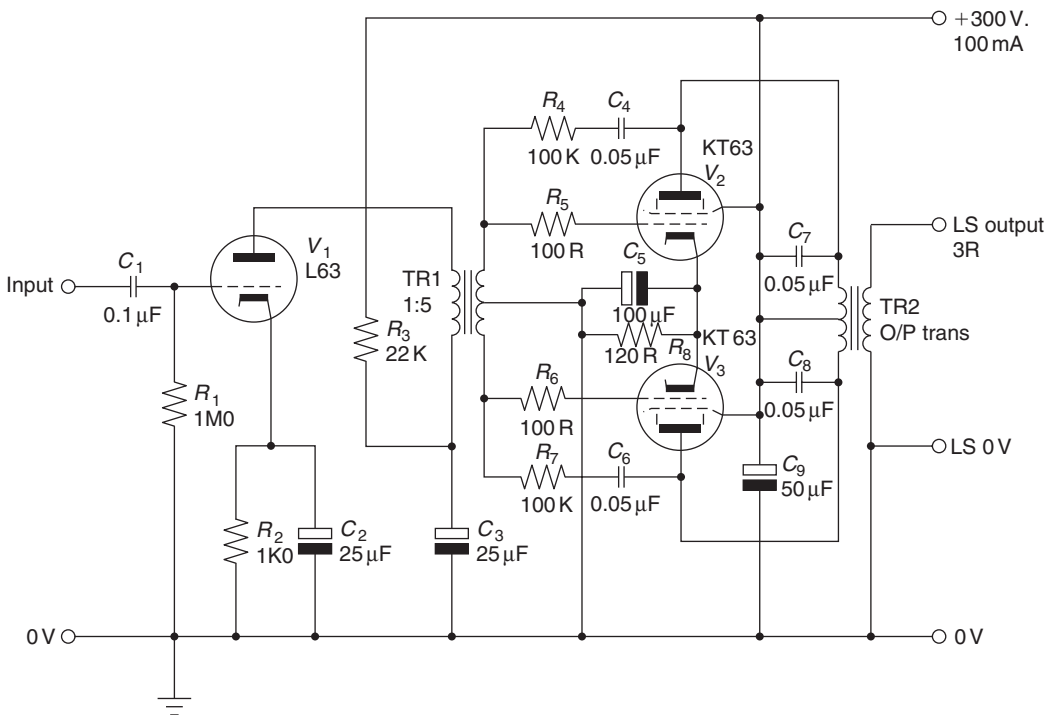 +300 V.
100 mA
R4
100 K
C4
0.05 µF
KT63
V2
R5
100 R
C5
100 µF
C7
0.05 µF
LS output
3R
Input
C1
0.1 µF
V1
L63
TR1
1:5
R3
22 K
120 R
R8
KT 63
V3
TR2
O/P trans
C8
0.05 µF
R1
1M0
R6
100 R
R7
100 K
C6
0.05 µF
LS 0 V
C9
50 µF
R2
1K0
C2
25 µF
C3
25 µF
0 V
0 V